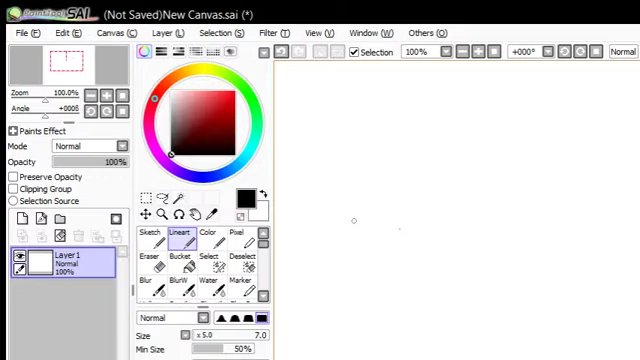 PaintTool SAI (Not Saved)New Canvas.sai (*)
File (F) Edit (E) Canvas (C) Layer (L) Selection (S) Filter (T) View (V) Window (W) Others (O)
Selection 100% +000° Normal
Zoom 100.0%
Angle +000ß
Paints Effect
Mode Normal
Opacity 100%
Preserve Opacity
Clipping Group
Selection Source
Layer1
Normal
100%
Sketch Lineart Color Pixel
Eraser Bucket Select Deselect
Blur BlurW Water Marker
Normal
Size x 5.0 7.0
Min Size 50%